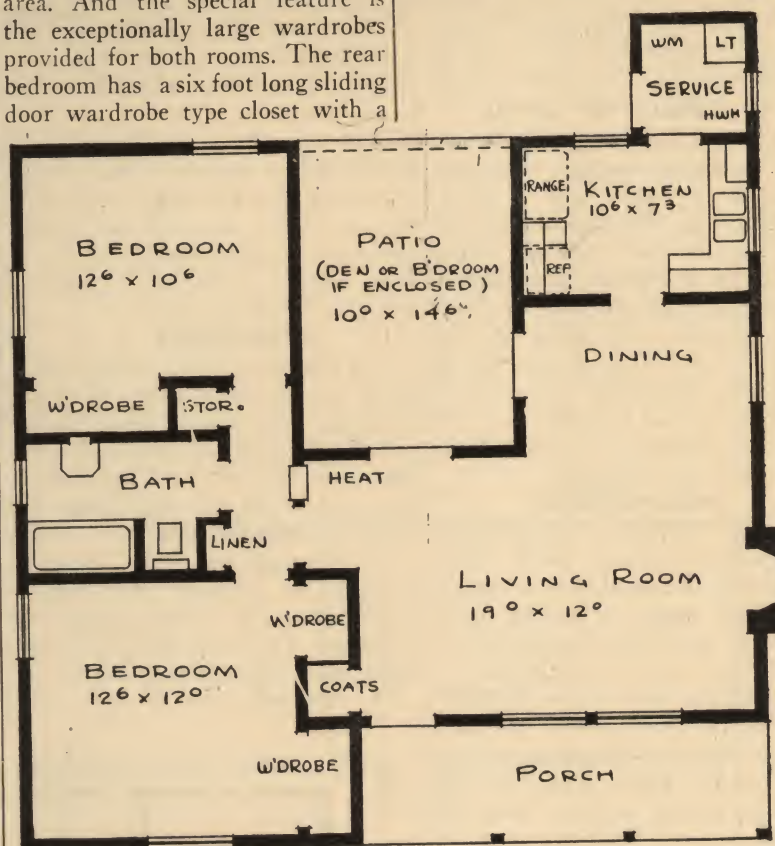 area. And the special feature is
the exceptionally large wardrobes
provided for both rooms. The rear
bedroom has a six foot long sliding
door wardrobe type closet with a
WM
LT
SERVICE
HWH
RANGE
KITCHEN
10⁶ x 7³
REF
BEDROOM
12⁶ x 10⁶
PATIO
(DEN OR B'DROOM
IF ENCLOSED)
10⁰ x 14⁶
DINING
W'DROBE
STOR.
BATH
HEAT
LINEN
LIVING ROOM
19⁰ x 12⁰
W'DROBE
BEDROOM
12⁶ x 12⁰
COATS
W'DROBE
PORCH